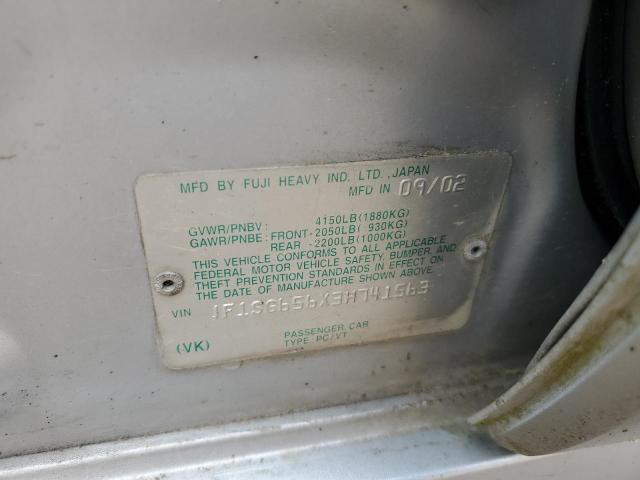 MFD BY FUJI HEAVY IND. LTD., JAPAN
MFD IN 09/02
GVWR/PNBV : 4150LB(1880KG)
GAWR/PNBE : FRONT-2050LB( 930KG)
REAR -2200LB(1000KG)
THIS VEHICLE CONFORMS TO ALL APPLICABLE
FEDERAL MOTOR VEHICLE SAFETY, BUMPER, AND
THEFT PREVENTION STANDARDS IN EFFECT ON
THE DATE OF MANUFACTURE SHOWN ABOVE.
VIN JF1SG656X3H741563
PASSENGER CAR
(VK) TYPE PC/VT